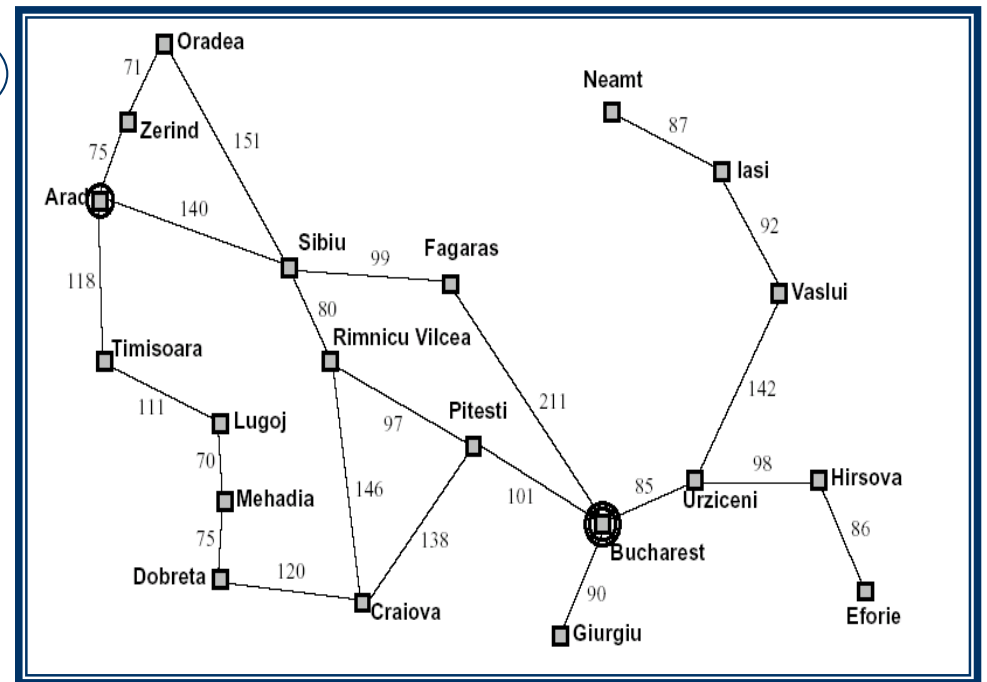 Oradea
71
Neamt
87
Zerind
151
75
Iasi
Arad
140
92
Sibiu
Fagaras
99
118
Vaslui
80
Rimnicu Vilcea
Timisoara
142
211
111
Pitesti
Lugoj
97
70
98
Hirsova
146
85
Urziceni
Mehadia
101
86
75
138
Bucharest
Dobreta
120
90
Craiova
Eforie
Giurgiu